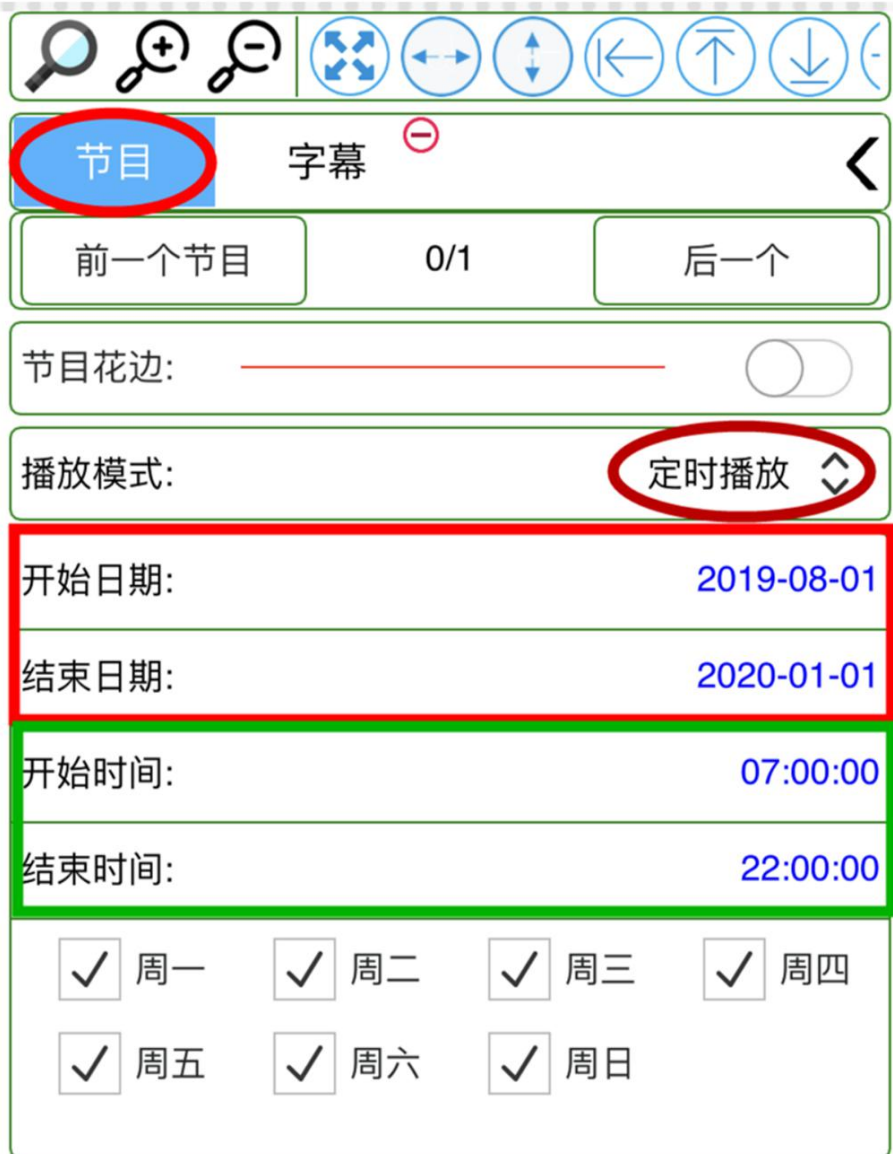 节目 字幕
前一个节目 0/1 后一个
节目花边:
播放模式: 定时播放
开始日期: 2019-08-01
结束日期: 2020-01-01
开始时间: 07:00:00
结束时间: 22:00:00
周一 周二 周三 周四
周五 周六 周日